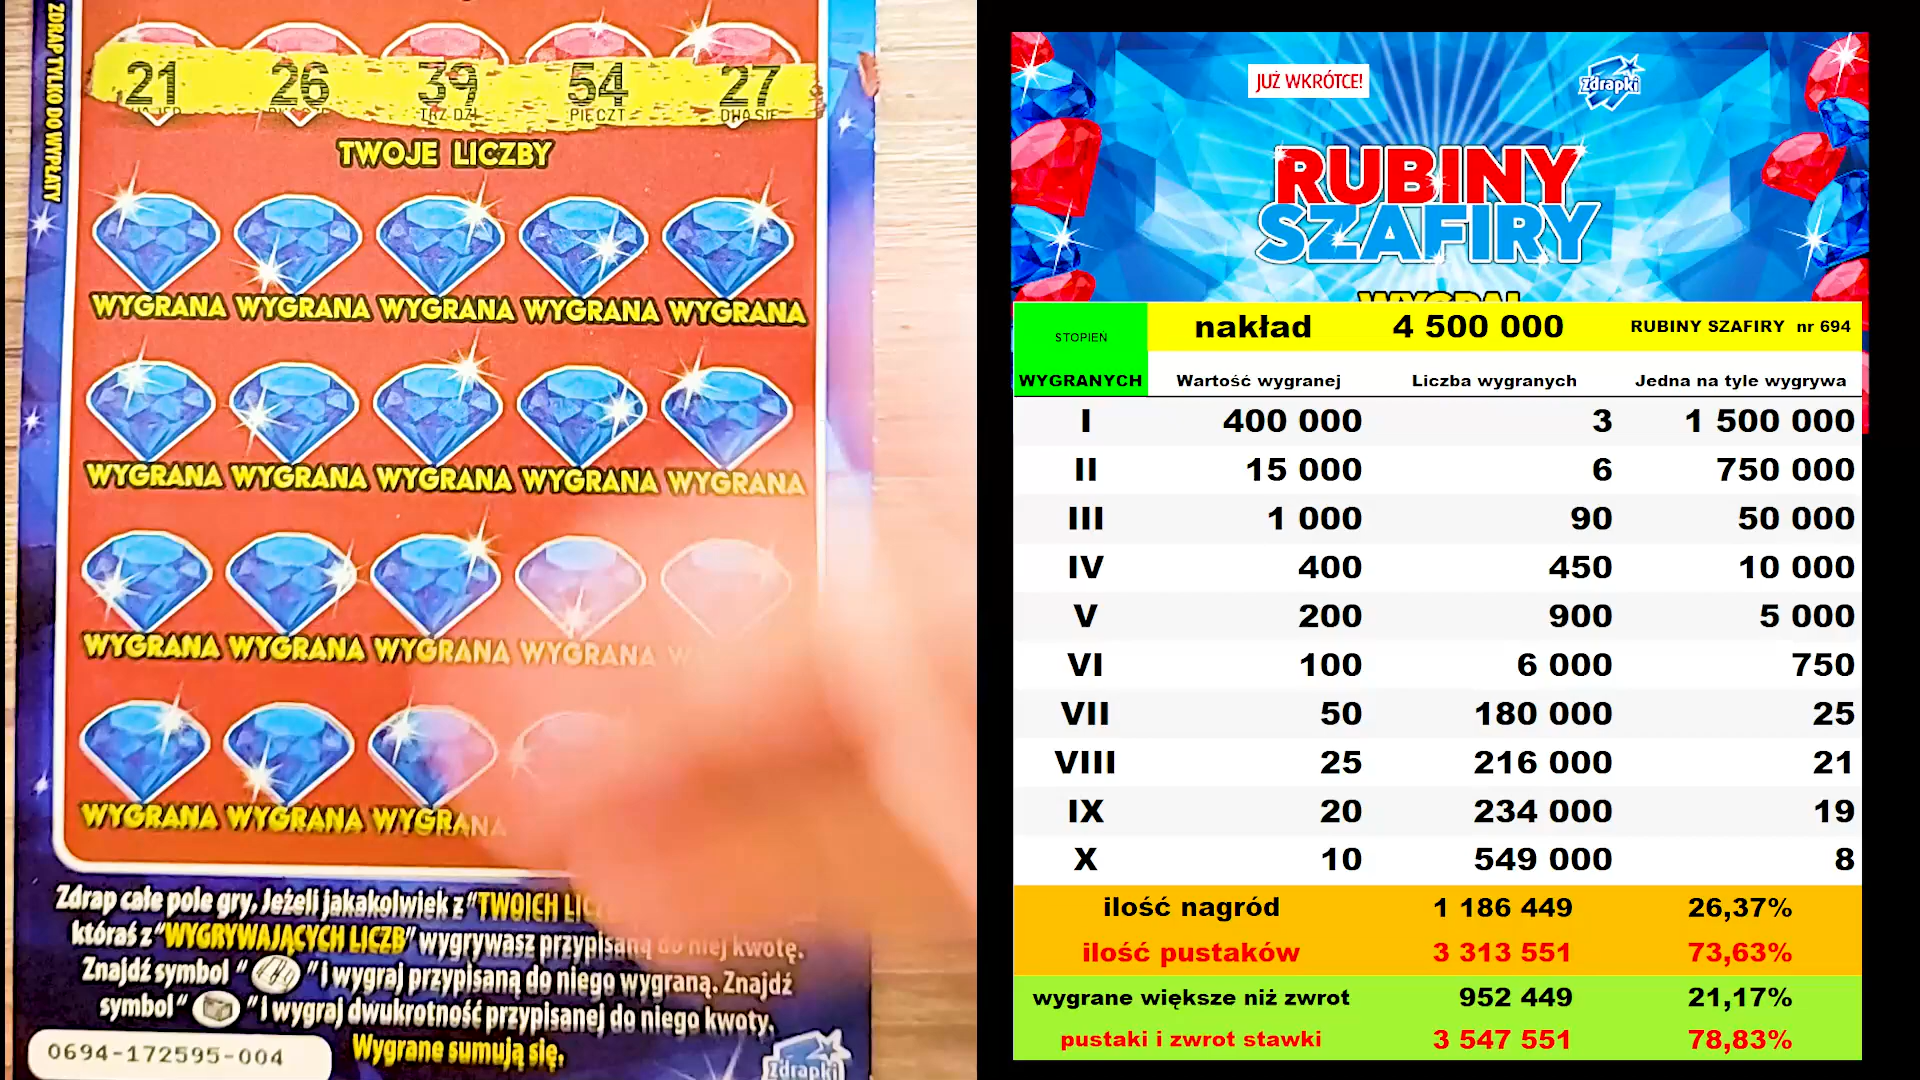 ZDRAP TYLKO DO WYPŁATY
21 26 39 54 27
TRZ DZI PIĘCZT DWASIE
TWOJE LICZBY
WYGRANA WYGRANA WYGRANA WYGRANA WYGRANA
WYGRANA WYGRANA WYGRANA WYGRANA WYGRANA
WYGRANA WYGRANA WYGRANA WYGRANA
WYGRANA WYGRANA WYGRANA
Zdrap całe pole gry. Jeżeli jakakolwiek z "TWOICH
któraś z "WYGRYWAJĄCYCH LICZB" wygrywasz przypisaną do niej kwotę.
Znajdź symbol " " i wygraj przypisaną do niego wygraną. Znajdź
symbol " " i wygraj dwukrotność przypisanej do niego kwoty.
Wygrane sumują się.
0694-172595-004
zdrapki
JUŻ WKRÓTCE!
zdrapki
RUBINY
SZAFIRY
WYGRAJ
STOPIEŃ nakład 4 500 000 RUBINY SZAFIRY nr 694
WYGRANYCH Wartość wygranej Liczba wygranych Jedna na tyle wygrywa
I 400 000 3 1 500 000
II 15 000 6 750 000
III 1 000 90 50 000
IV 400 450 10 000
V 200 900 5 000
VI 100 6 000 750
VII 50 180 000 25
VIII 25 216 000 21
IX 20 234 000 19
X 10 549 000 8
ilość nagród 1 186 449 26,37%
ilość pustaków 3 313 551 73,63%
wygrane większe niż zwrot 952 449 21,17%
pustaki i zwrot stawki 3 547 551 78,83%